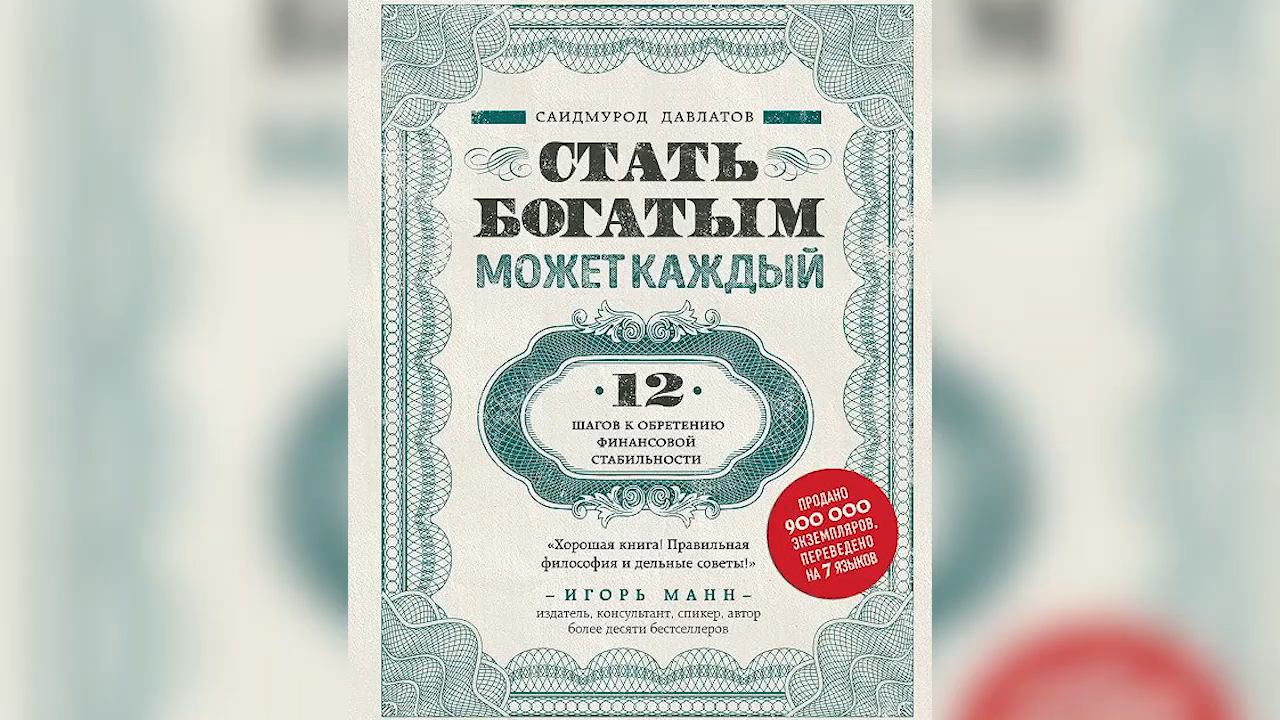 САИДМУРОД ДАВЛАТОВ
СТАТЬ
БОГАТЫМ
МОЖЕТ КАЖДЫЙ
• 12 •
ШАГОВ К ОБРЕТЕНИЮ
ФИНАНСОВОЙ
СТАБИЛЬНОСТИ
ПРОДАНО
900 000
ЭКЗЕМПЛЯРОВ,
ПЕРЕВЕДЕНО
НА 7 ЯЗЫКОВ
«Хорошая книга! Правильная
философия и дельные советы!»
– ИГОРЬ МАНН –
издатель, консультант, спикер, автор
более десяти бестселлеров